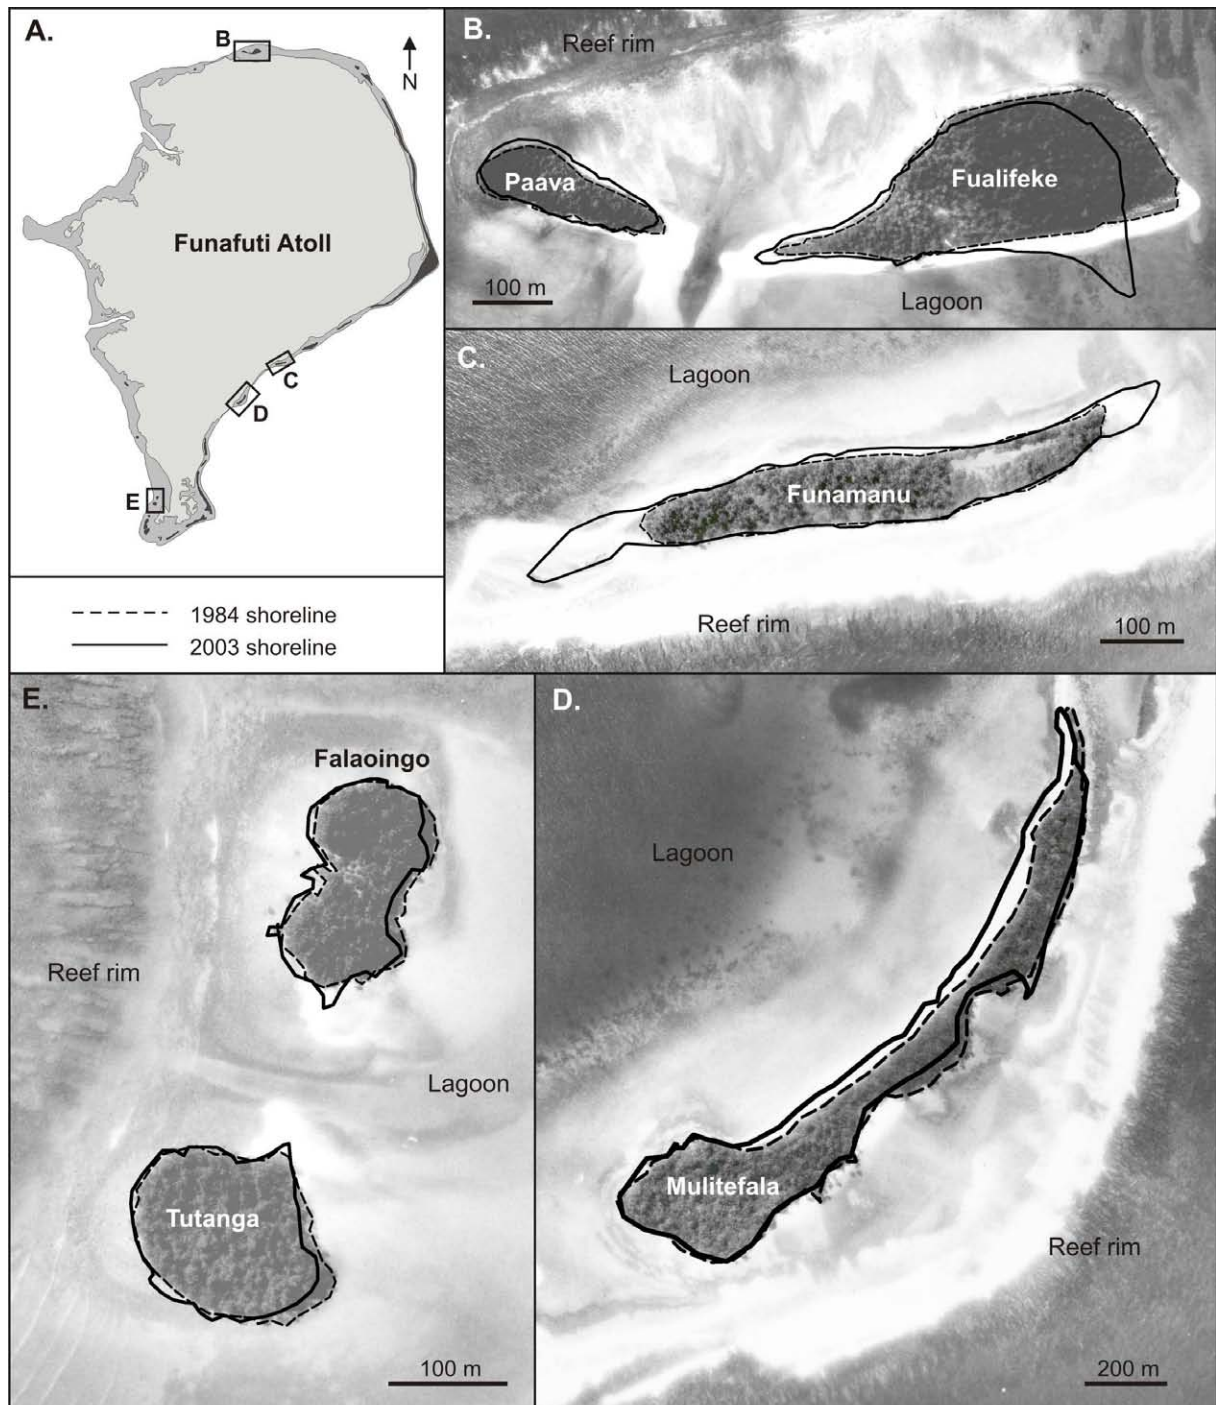 A.
B
N
Funafuti Atoll
C
D
E
1984 shoreline
2003 shoreline
B.
Reef rim
Paava
Fualifeke
100 m
Lagoon
C.
Lagoon
Funamanu
Reef rim
100 m
E.
Falaoingo
Reef rim
Lagoon
Tutanga
100 m
D.
Lagoon
Mulitefala
Reef rim
200 m